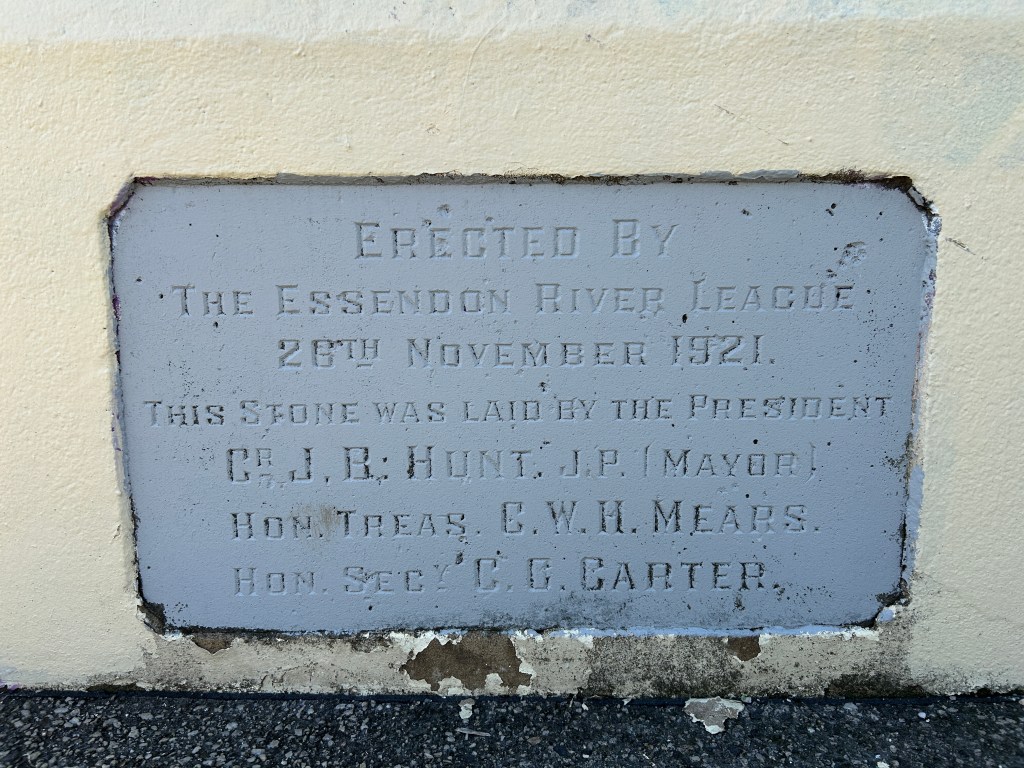 ERECTED BY
THE ESSENDON RIVER LEAGUE
26TH NOVEMBER 1921.
THIS STONE WAS LAID BY THE PRESIDENT
CR. J. B. HUNT. J.P. (MAYOR)
HON. TREAS. C. W. H. MEARS.
HON. SECY C. G. CARTER.